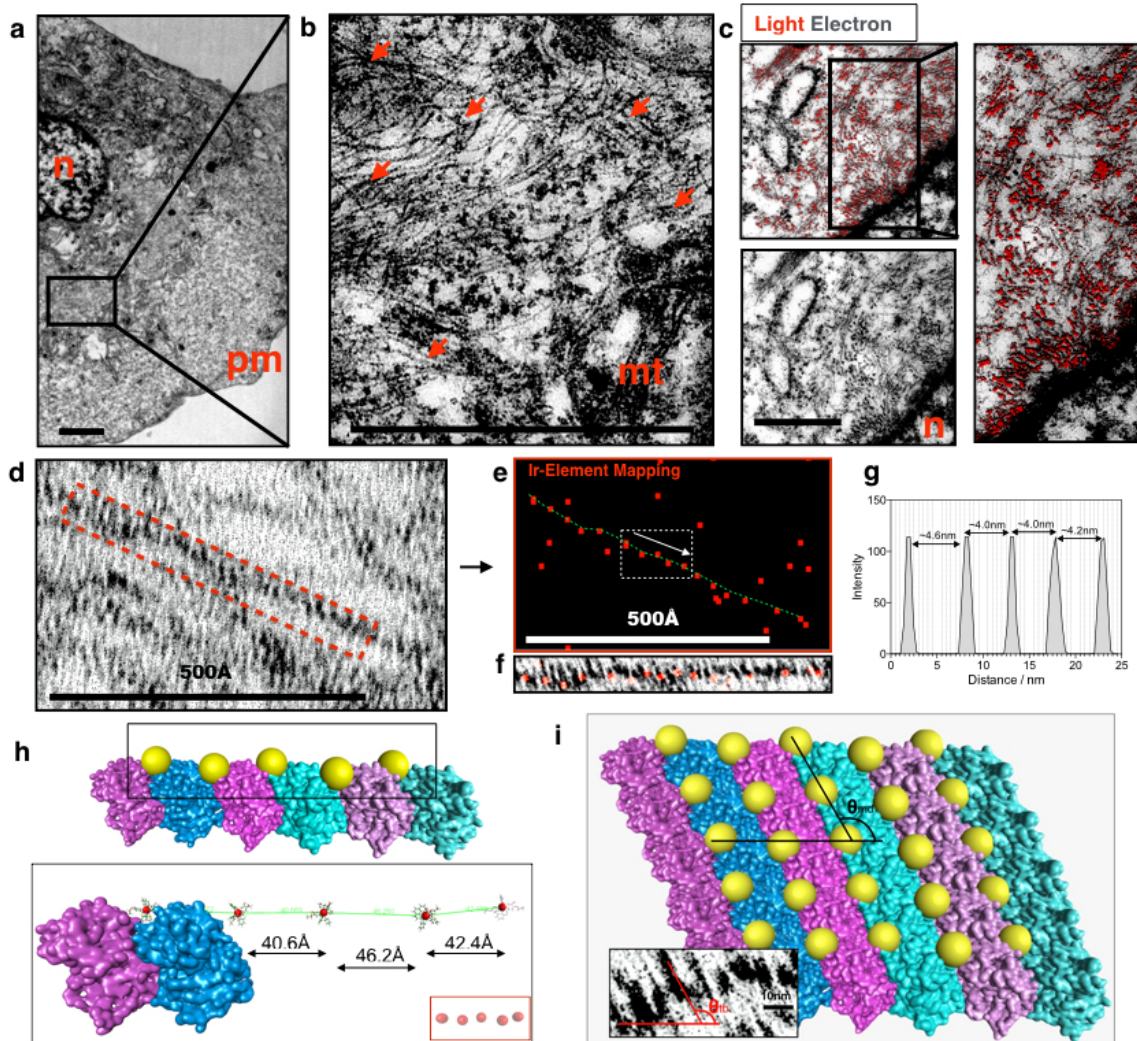 a
n
pm
b
mt
c
Light Electron
n
d
500Å
e
Ir-Element Mapping
500Å
f
g
150
100
50
0
Intensity
~4.6nm
~4.0nm
~4.0nm
~4.2nm
0 5 10 15 20 25
Distance / nm
h
40.6Å
46.2Å
42.4Å
i
θmd
θtb
10nm